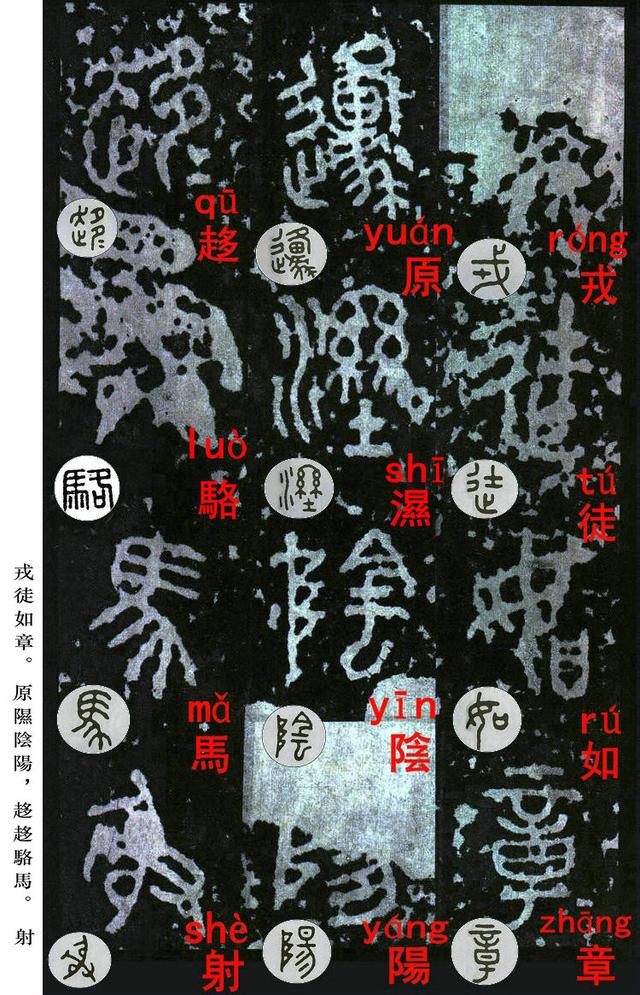 róng
戎
tú
徒
rú
如
zhāng
章
yuán
原
shī
濕
yīn
陰
yáng
陽
qū
趍
luò
駱
mǎ
馬
shè
射
戎徒如章。原隰陰陽，趍趍駱馬。射